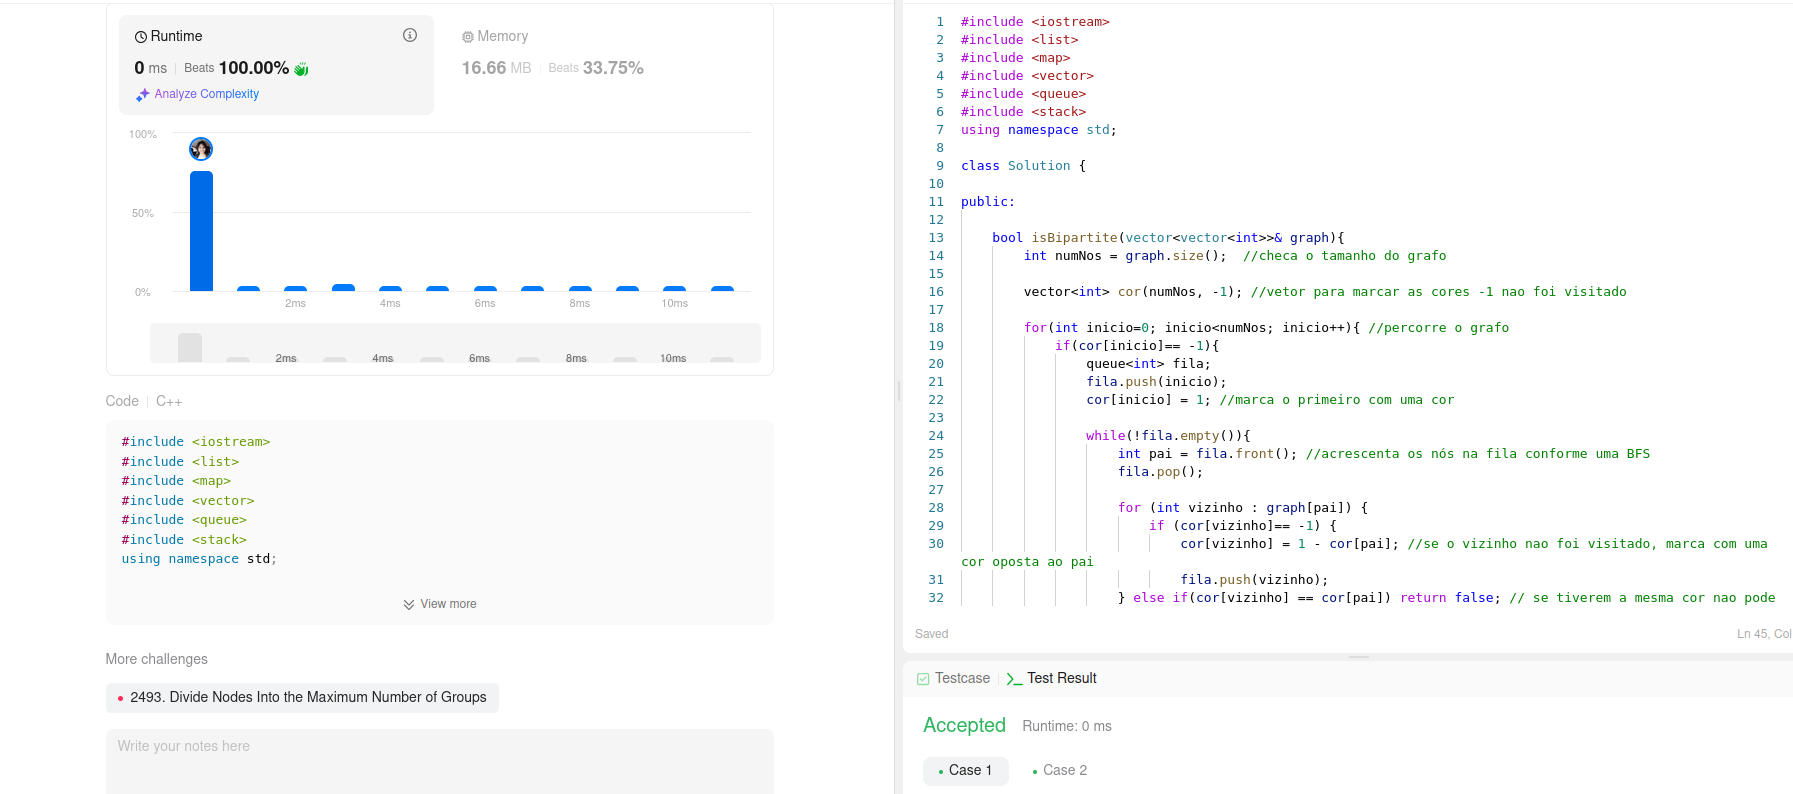 Runtime
Memory
0 ms | Beats 100.00%
16.66 MB | Beats 33.75%
Analyze Complexity
100%
50%
0%
2ms 4ms 6ms 8ms 10ms
2ms 4ms 6ms 8ms 10ms
Code | C++
#include <iostream>
#include <list>
#include <map>
#include <vector>
#include <queue>
#include <stack>
using namespace std;
View more
More challenges
2493. Divide Nodes Into the Maximum Number of Groups
Write your notes here
1 #include <iostream>
2 #include <list>
3 #include <map>
4 #include <vector>
5 #include <queue>
6 #include <stack>
7 using namespace std;
8
9 class Solution {
10
11 public:
12
13     bool isBipartite(vector<vector<int>>& graph){
14         int numNos = graph.size();  //checa o tamanho do grafo
15
16         vector<int> cor(numNos, -1); //vetor para marcar as cores -1 nao foi visitado
17
18         for(int inicio=0; inicio<numNos; inicio++){ //percorre o grafo
19             if(cor[inicio]== -1){
20                 queue<int> fila;
21                 fila.push(inicio);
22                 cor[inicio] = 1; //marca o primeiro com uma cor
23
24                 while(!fila.empty()){
25                     int pai = fila.front(); //acrescenta os nós na fila conforme uma BFS
26                     fila.pop();
27
28                     for (int vizinho : graph[pai]) {
29                         if (cor[vizinho]== -1) {
30                             cor[vizinho] = 1 - cor[pai]; //se o vizinho nao foi visitado, marca com uma
cor oposta ao pai
31                             fila.push(vizinho);
32                     } else if(cor[vizinho] == cor[pai]) return false; // se tiverem a mesma cor nao pode
Saved
Ln 45, Col
Testcase | >_ Test Result
Accepted Runtime: 0 ms
Case 1 Case 2